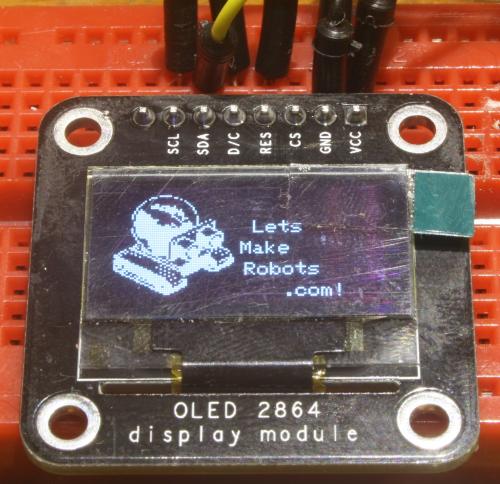 SCL SDA D/C RES CS GND VCC
Lets
Make
Robots
.com!
OLED 2864
display module